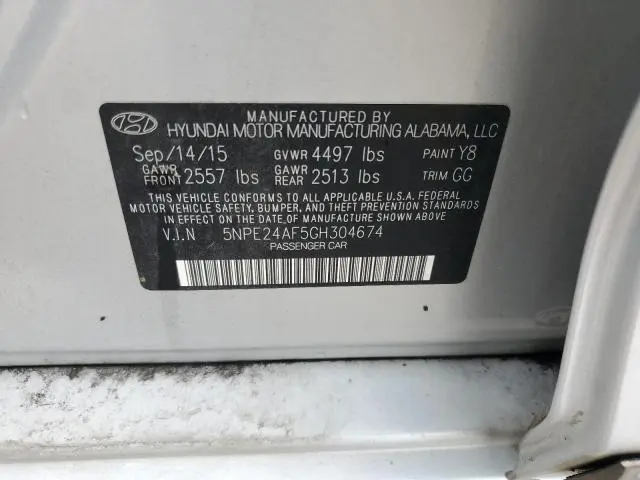 MANUFACTURED BY
HYUNDAI MOTOR MANUFACTURING ALABAMA, LLC
Sep/14/15 GVWR 4497 lbs PAINT Y8
GAWR FRONT 2557 lbs GAWR REAR 2513 lbs TRIM GG
THIS VEHICLE CONFORMS TO ALL APPLICABLE U.S.A. FEDERAL
MOTOR VEHICLE SAFETY, BUMPER, AND THEFT PREVENTION
STANDARDS IN EFFECT ON THE DATE OF MANUFACTURE SHOWN ABOVE.
V.I.N 5NPE24AF5GH304674
PASSENGER CAR